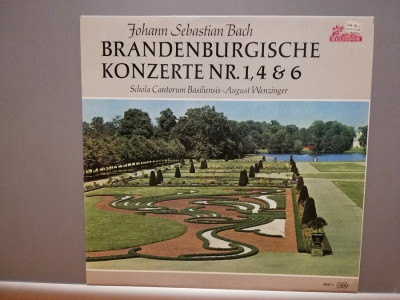 Johann Sebastian Bach
BRANDENBURGISCHE
KONZERTE NR. 1, 4 & 6
Schola Cantorum Basiliensis · August Wenzinger